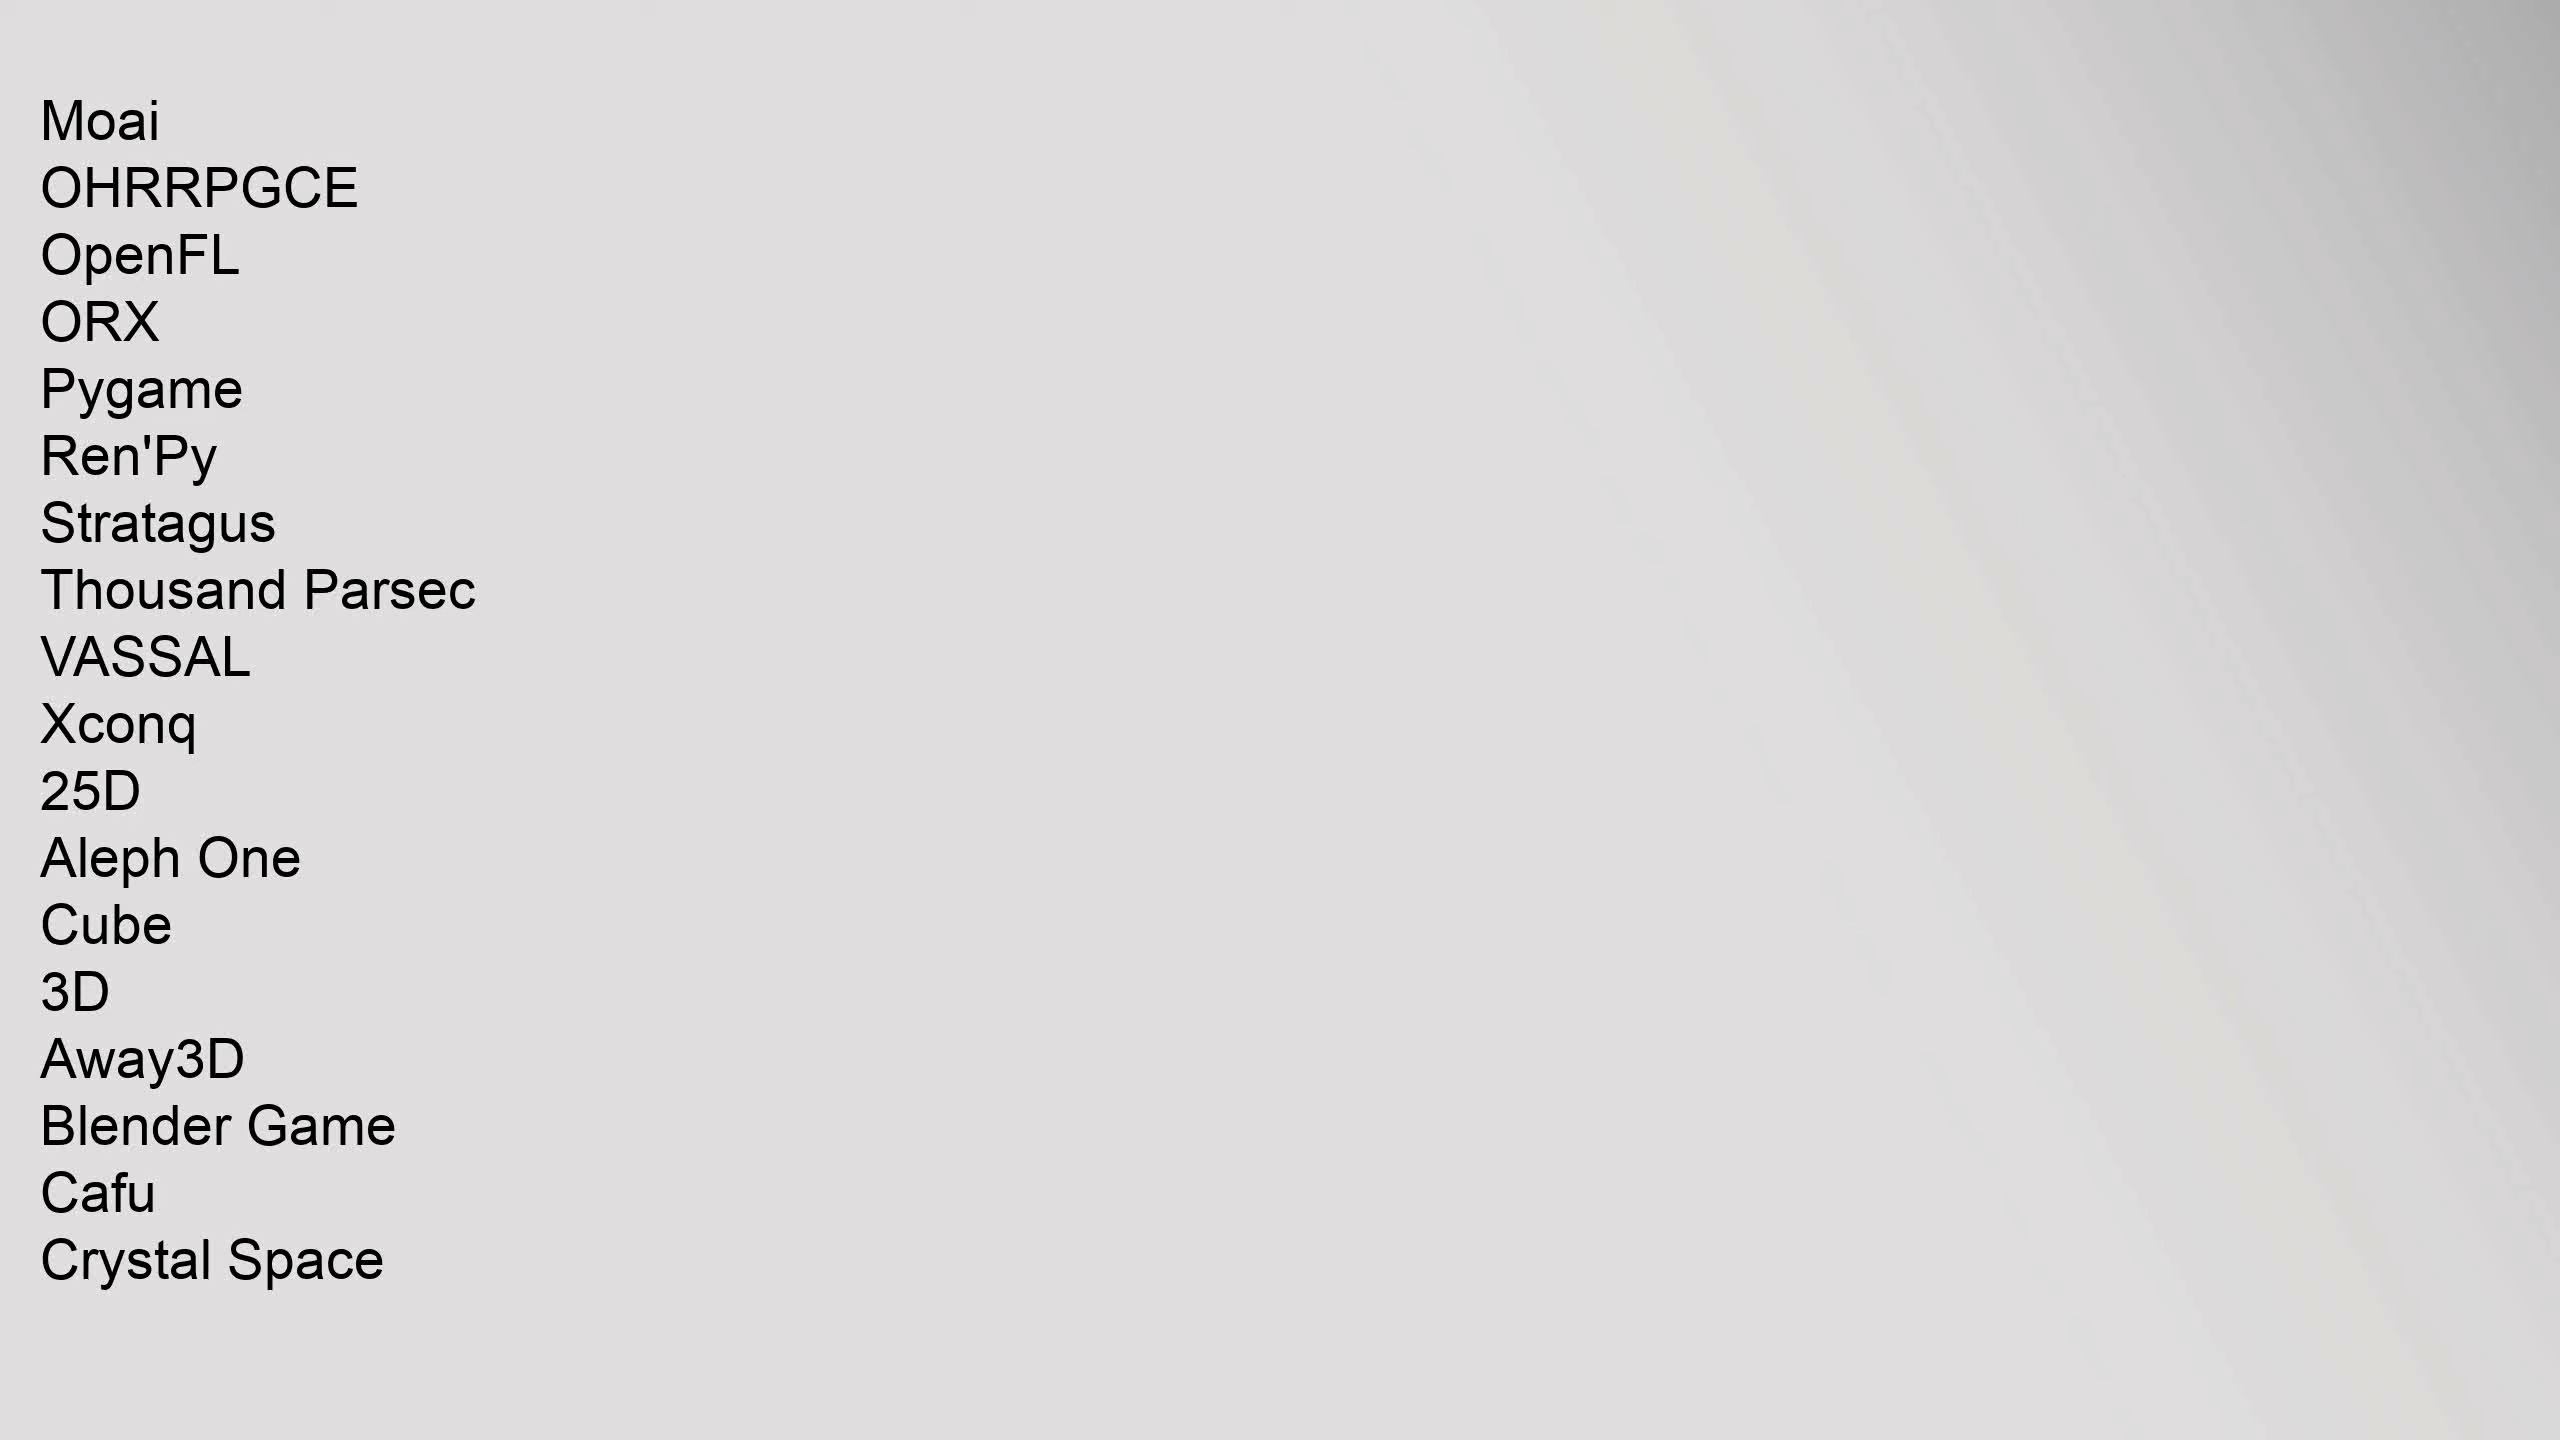 Moai
OHRRPGCE
OpenFL
ORX
Pygame
Ren'Py
Stratagus
Thousand Parsec
VASSAL
Xconq
25D
Aleph One
Cube
3D
Away3D
Blender Game
Cafu
Crystal Space